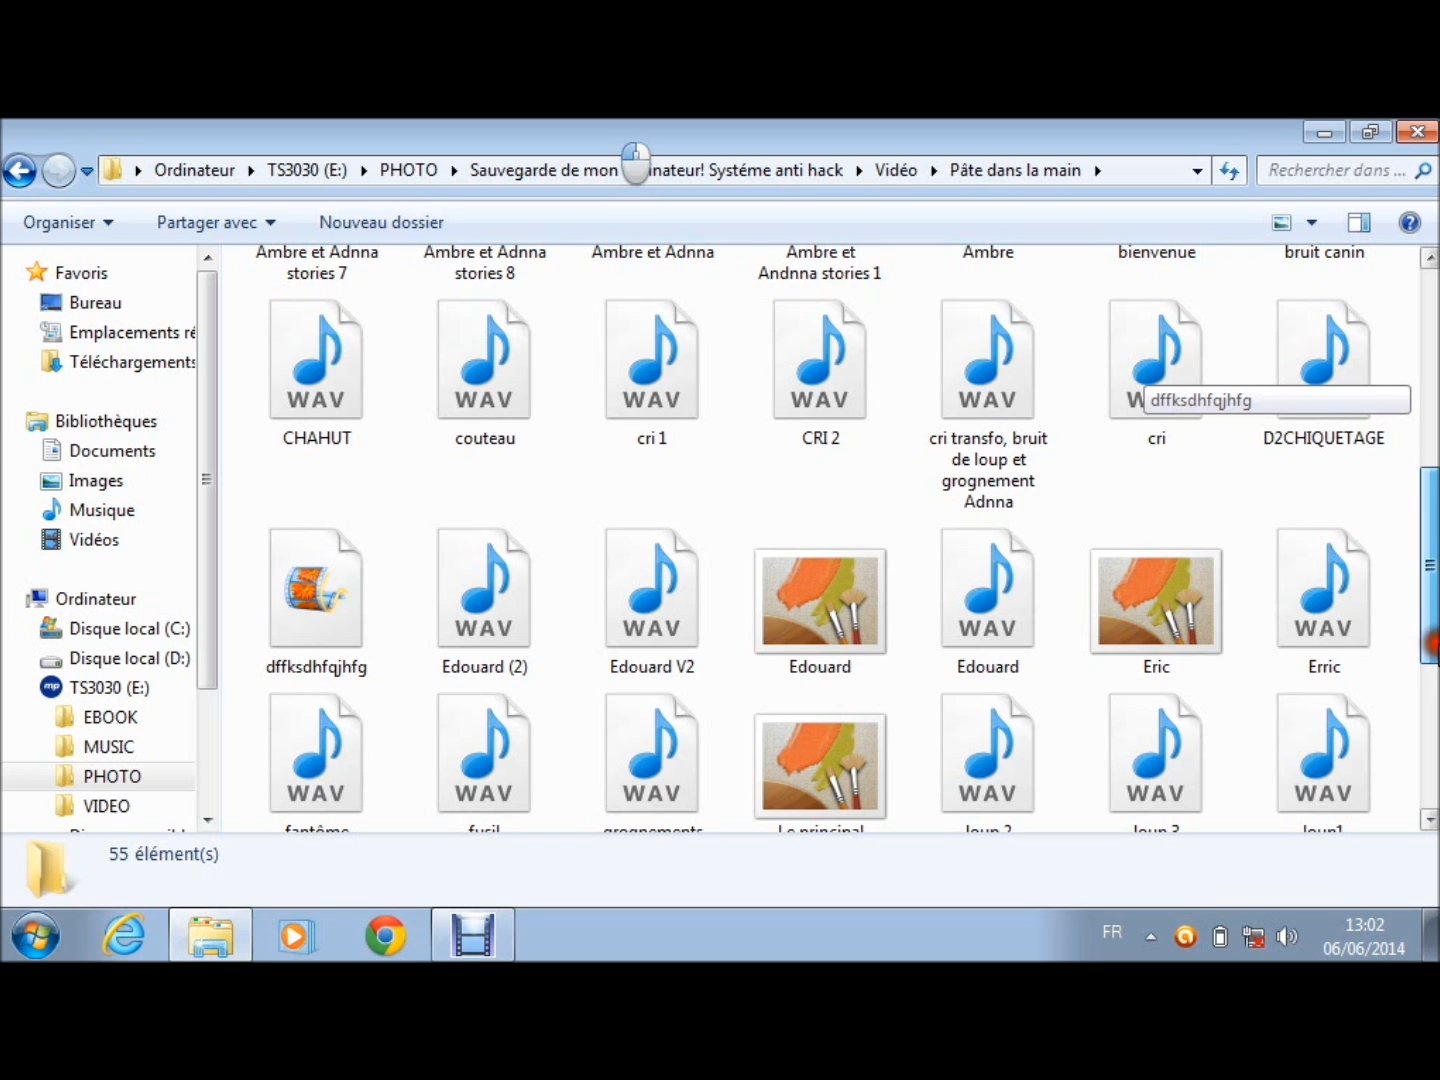 Ordinateur TS3030 (E:) PHOTO Sauvegarde de mon inateur! Systéme anti hack Vidéo Pâte dans la main
Rechercher dans ...
Organiser Partager avec Nouveau dossier
Favoris
Bureau
Emplacements ré
Téléchargements
Bibliothèques
Documents
Images
Musique
Vidéos
Ordinateur
Disque local (C:)
Disque local (D:)
mp TS3030 (E:)
EBOOK
MUSIC
PHOTO
VIDEO
Ambre et Adnna
stories 7
Ambre et Adnna
stories 8
Ambre et Adnna
Ambre et
Andnna stories 1
Ambre
bienvenue
bruit canin
WAV
WAV
WAV
WAV
WAV
W
dffksdhfqjhfg
CHAHUT
couteau
cri 1
CRI 2
cri transfo, bruit
de loup et
grognement
Adnna
cri
D2CHIQUETAGE
WAV
WAV
WAV
WAV
dffksdhfqjhfg
Edouard (2)
Edouard V2
Edouard
Edouard
Eric
Erric
WAV
WAV
WAV
WAV
WAV
WAV
fantôme
fusil
grognements
Le principal
loup 2
loup 3
loup1
55 élément(s)
FR
13:02
06/06/2014